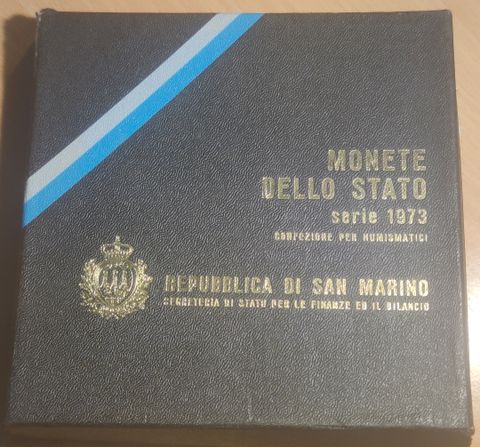 MONETE
DELLO STATO
serie 1973
CONFEZIONE PER NUMISMATICI
REPUBBLICA DI SAN MARINO
SEGRETERIA DI STATO PER LE FINANZE ED IL BILANCIO